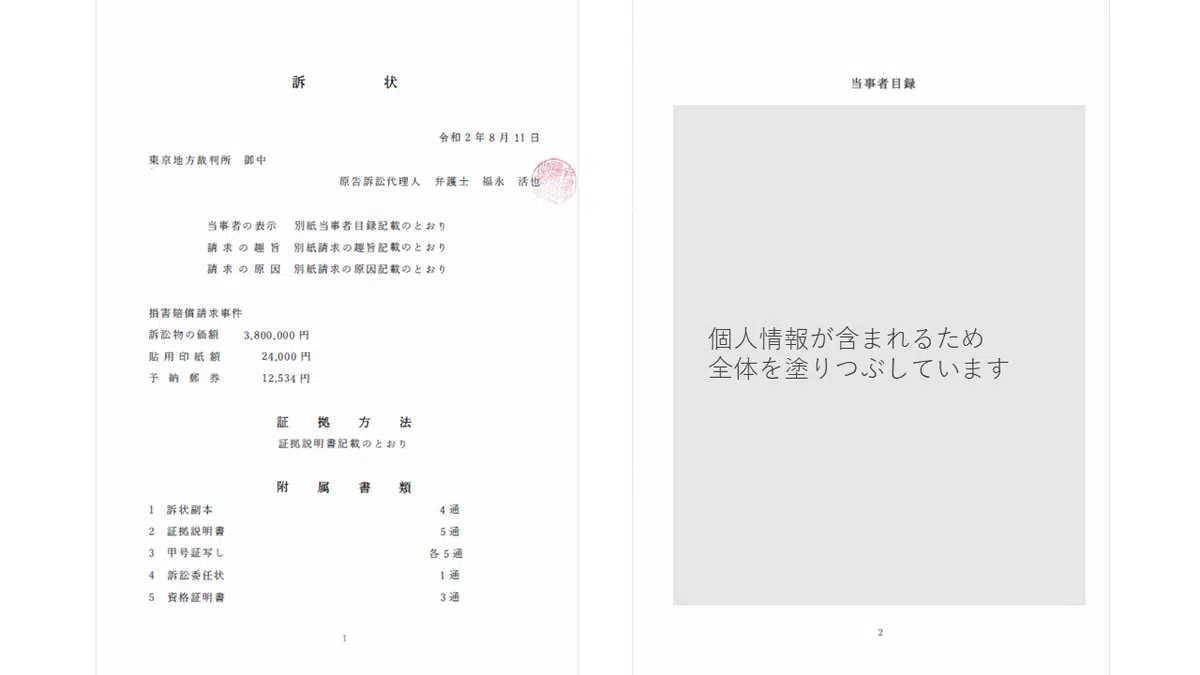 訴 状
令和2年8月11日
東京地方裁判所 御中
原告訴訟代理人 弁護士 福永 活也
当事者の表示 別紙当事者目録記載のとおり
請求の趣旨 別紙請求の趣旨記載のとおり
請求の原因 別紙請求の原因記載のとおり
損害賠償請求事件
訴訟物の価額 3,800,000円
貼用印紙額 24,000円
予納郵券 12,534円
証拠方法
証拠説明書記載のとおり
附属書類
1 訴状副本 4通
2 証拠説明書 5通
3 甲号証写し 各5通
4 訴訟委任状 1通
5 資格証明書 3通
1
当事者目録
個人情報が含まれるため
全体を塗りつぶしています
2